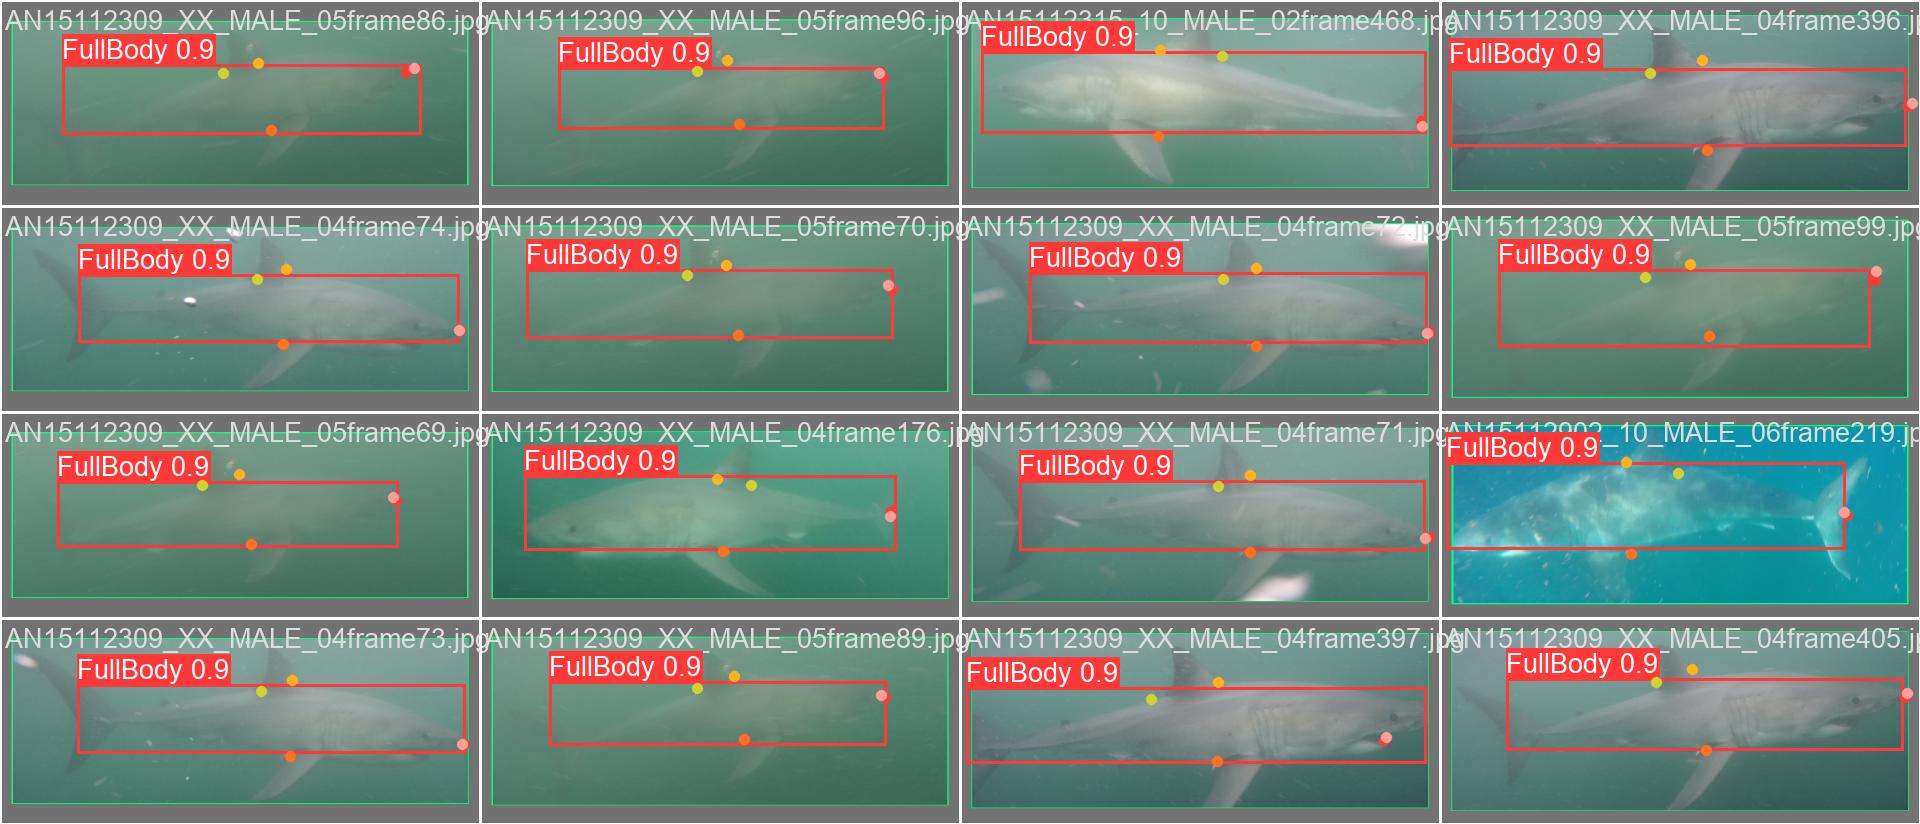 AN15112309_XX_MALE_05frame86.jpg
FullBody 0.9
AN15112309_XX_MALE_05frame96.jpg
FullBody 0.9
AN15112315_10_MALE_02frame468.jpg
FullBody 0.9
AN15112309_XX_MALE_04frame396.jpg
FullBody 0.9
AN15112309_XX_MALE_04frame74.jpg
FullBody 0.9
AN15112309_XX_MALE_05frame70.jpg
FullBody 0.9
AN15112309_XX_MALE_04frame72.jpg
FullBody 0.9
AN15112309_XX_MALE_05frame99.jpg
FullBody 0.9
AN15112309_XX_MALE_05frame69.jpg
FullBody 0.9
AN15112309_XX_MALE_04frame176.jpg
FullBody 0.9
AN15112309_XX_MALE_04frame71.jpg
FullBody 0.9
AN15112902_10_MALE_06frame219.jp
FullBody 0.9
AN15112309_XX_MALE_04frame73.jpg
FullBody 0.9
AN15112309_XX_MALE_05frame89.jpg
FullBody 0.9
AN15112309_XX_MALE_04frame397.jpg
FullBody 0.9
AN15112309_XX_MALE_04frame405.jp
FullBody 0.9